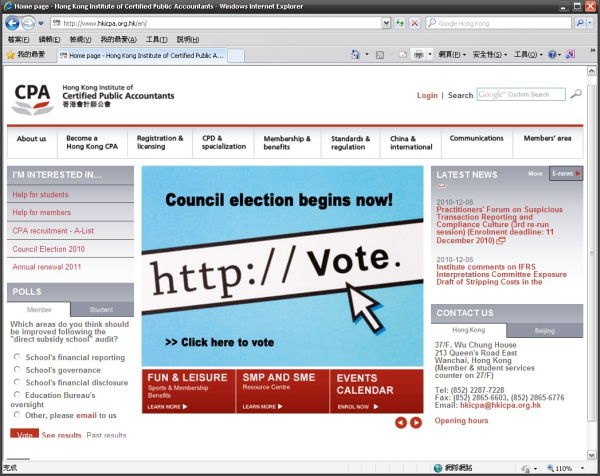 Home page - Hong Kong Institute of Certified Public Accountants - Windows Internet Explorer
http://www.hkicpa.org.hk/en/
Google Hong Kong
檔案(F) 編輯(E) 檢視(V) 我的最愛(A) 工具(T) 說明(H)
我的最愛
Home page - Hong Kong Institute of Certified Public A...
網頁(P) 安全性(S) 工具(O)
CPA
Hong Kong Institute of
Certified Public Accountants
香港會計師公會
Login | Search
Google™ Custom Search
About us
Become a
Hong Kong CPA
Registration &
licensing
CPD &
specialization
Membership &
benefits
Standards &
regulation
China &
international
Communications
Members' area
I'M INTERESTED IN...
Help for students
Help for members
CPA recruitment - A-List
Council Election 2010
Annual renewal 2011
POLLS
Member
Student
Which areas do you think should
be improved following the
"direct subsidy school" audit?
School's financial reporting
School's governance
School's financial disclosure
Education Bureau's
oversight
Other, please email to us
Vote See results Past results
Council election begins now!
http:// Vote.
>> Click here to vote
FUN & LEISURE
Sports & Membership
Benefits
LEARN MORE
SMP AND SME
Resource Centre
LEARN MORE
EVENTS
CALENDAR
ENROL NOW
LATEST NEWS
More
E-news
2010-12-06
Practitioners' Forum on Suspicious
Transaction Reporting and
Compliance Culture (3rd re-run
session) (Enrolment deadline: 11
December 2010)
2010-12-06
Institute comments on IFRS
Interpretations Committee Exposure
Draft of Stripping Costs in the
CONTACT US
Hong Kong
Beijing
37/F, Wu Chung House
213 Queen's Road East
Wanchai, Hong Kong
(Member & student services
counter on 27/F)
Tel: (852) 2287-7228
Fax: (852) 2865-6603, (852) 2865-6776
Email: hkicpa@hkicpa.org.hk
Opening hours
完成
網際網路
110%